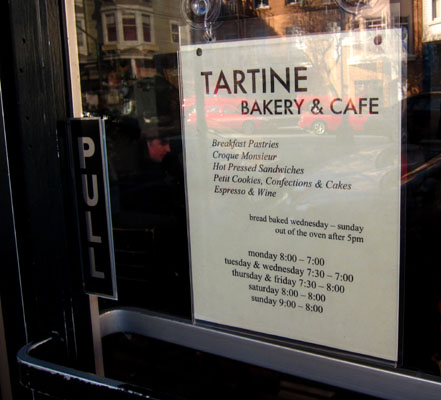 PULL
TARTINE
BAKERY & CAFE
Breakfast Pastries
Croque Monsieur
Hot Pressed Sandwiches
Petit Cookies, Confections & Cakes
Espresso & Wine
bread baked wednesday – sunday
out of the oven after 5pm
monday 8:00 – 7:00
tuesday & wednesday 7:30 – 7:00
thursday & friday 7:30 – 8:00
saturday 8:00 – 8:00
sunday 9:00 – 8:00